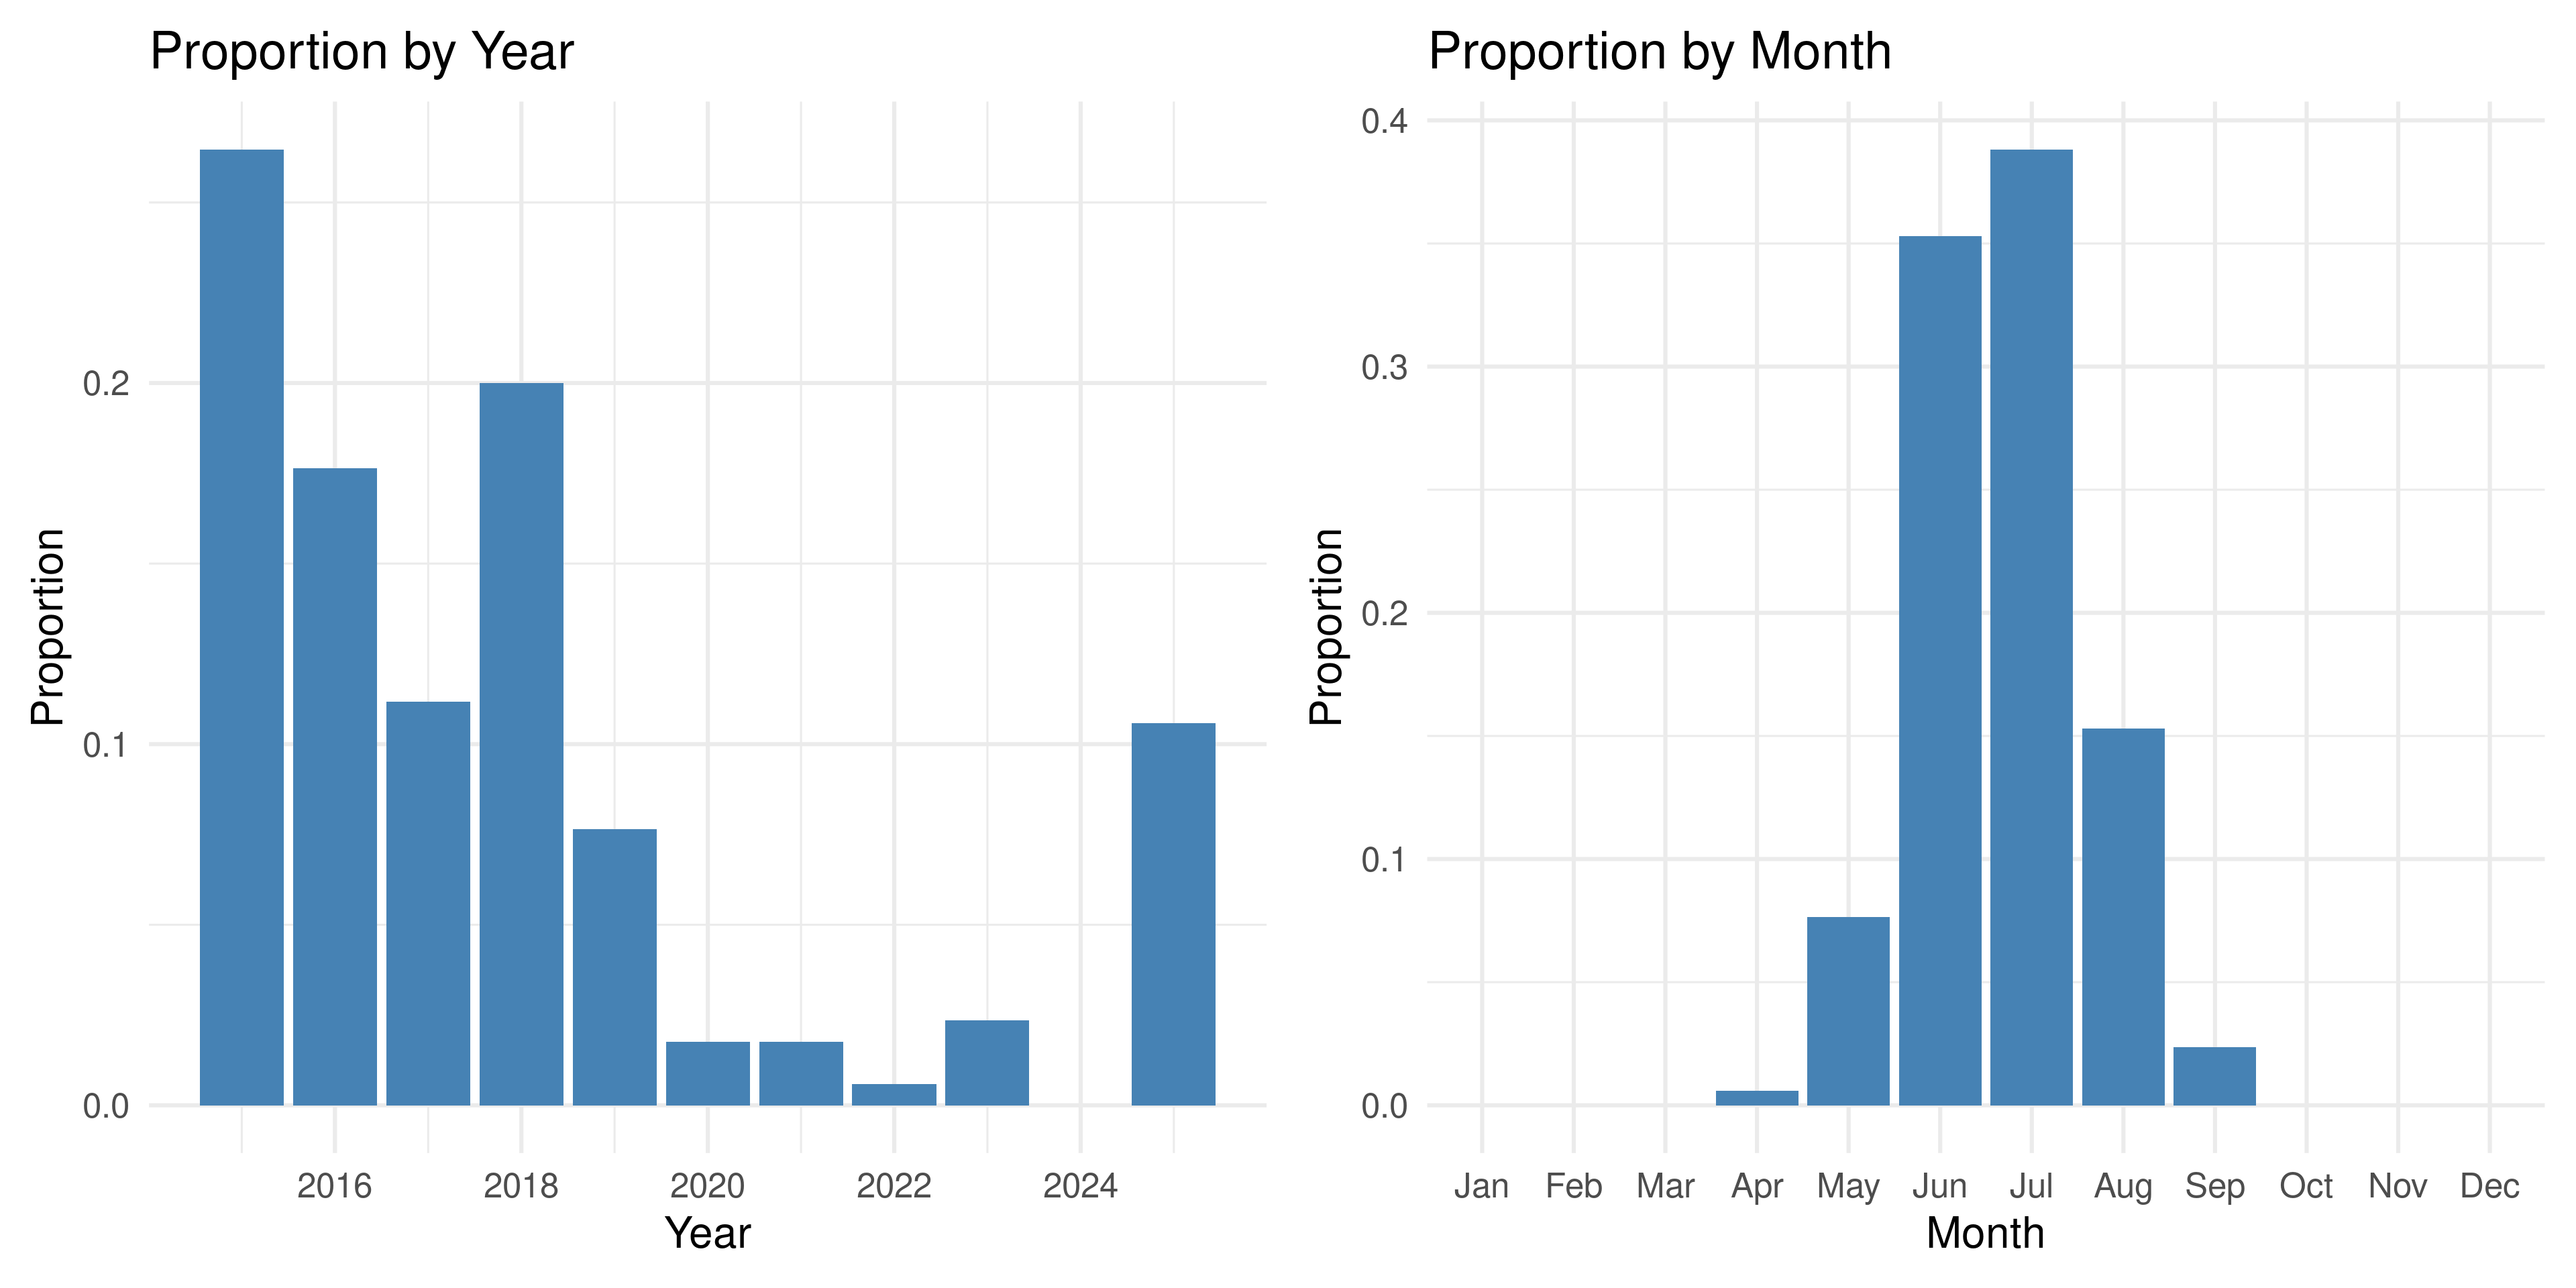 Proportion by Year
Proportion
0.2
0.1
0.0
2016 2018 2020 2022 2024
Year
Proportion by Month
Proportion
0.4
0.3
0.2
0.1
0.0
Jan Feb Mar Apr May Jun Jul Aug Sep Oct Nov Dec
Month